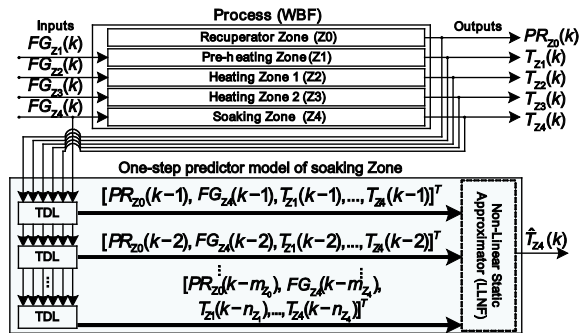 Process (WBF)
Inputs
Outputs
FG_Z1(k)
FG_Z2(k)
FG_Z3(k)
FG_Z4(k)
Recuperator Zone (Z0)
Pre-heating Zone (Z1)
Heating Zone 1 (Z2)
Heating Zone 2 (Z3)
Soaking Zone (Z4)
PR_Z0(k)
T_Z1(k)
T_Z2(k)
T_Z3(k)
T_Z4(k)
One-step predictor model of soaking Zone
TDL
[PR_Z0(k−1), FG_Z4(k−1), T_Z1(k−1),..., T_Z4(k−1)]^T
TDL
[PR_Z0(k−2), FG_Z4(k−2), T_Z1(k−2),..., T_Z4(k−2)]^T
⋮
[PR_Z0(k−m_Z0), FG_Z4(k−m_Z4),
T_Z1(k−n_Z1),..., T_Z4(k−n_Z4)]^T
TDL
Non-Linear Static
Approximator (LLNF)
T̂_Z4(k)